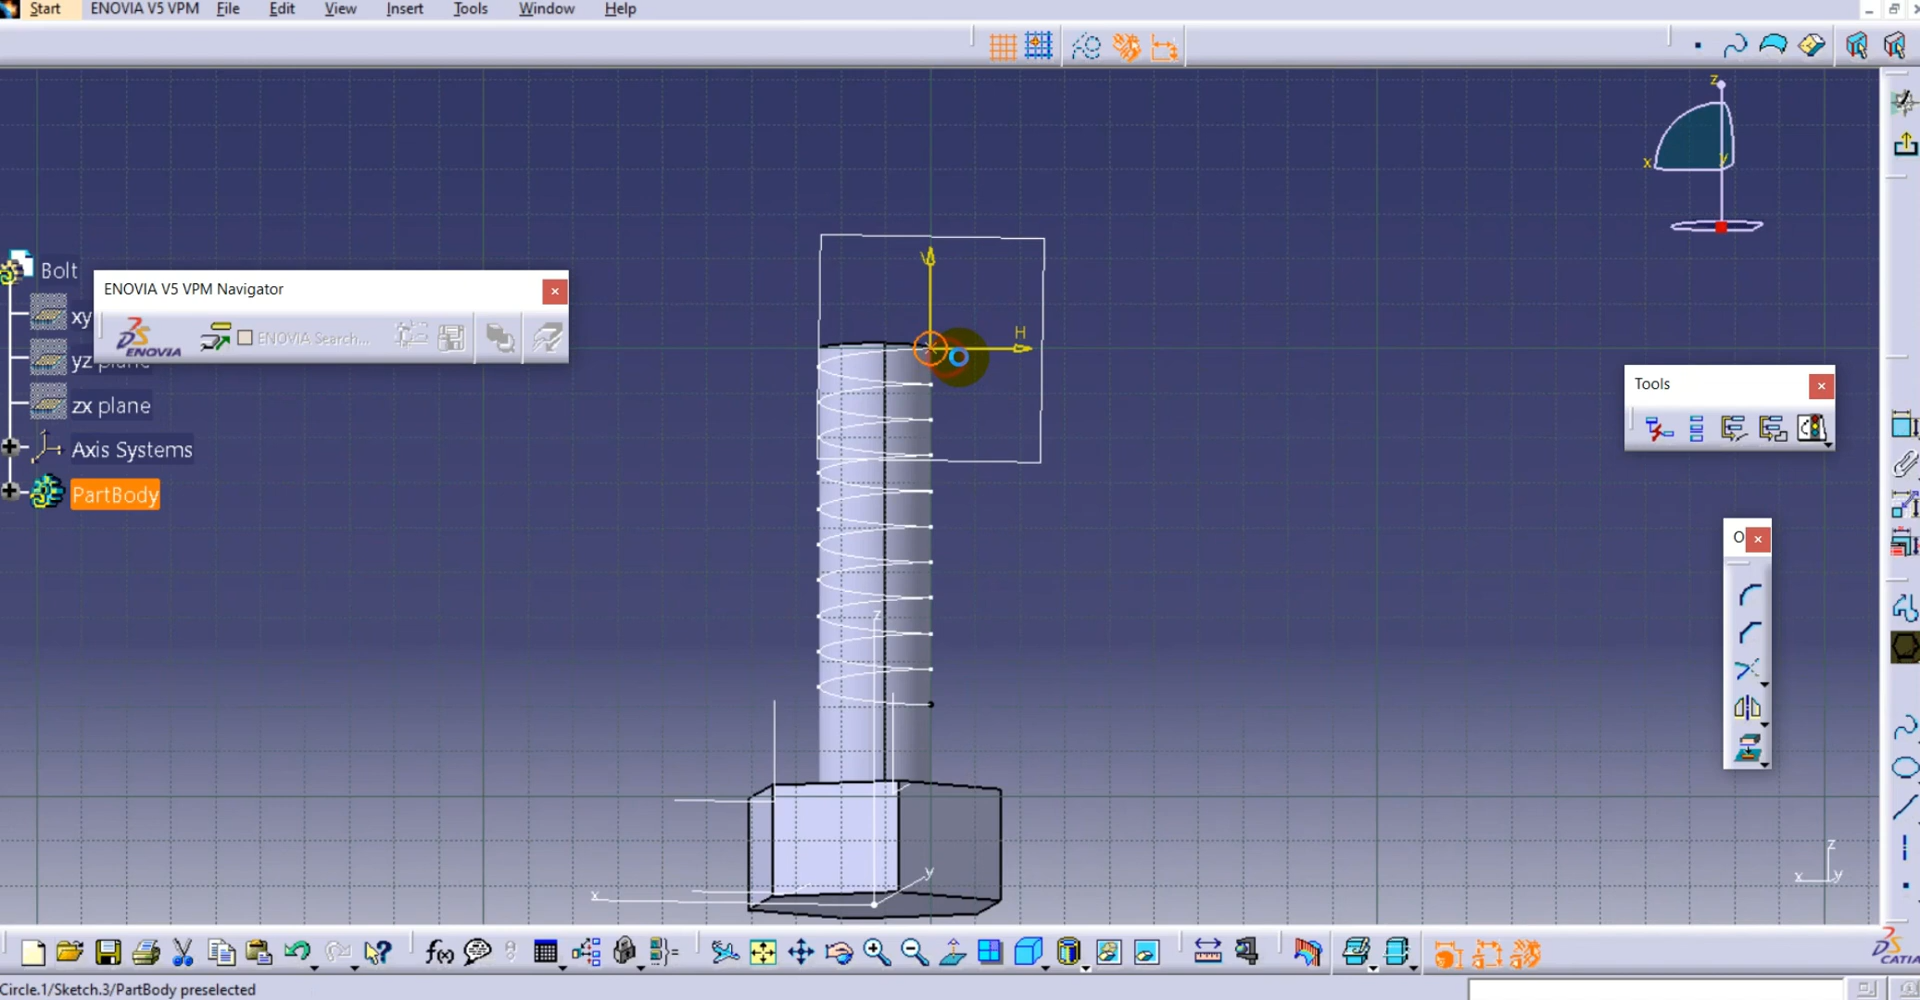 Start ENOVIA V5 VPM File Edit View Insert Tools Window Help
z
x y
V
H
Bolt
ENOVIA V5 VPM Navigator
xy
ENOVIA
ENOVIA Search...
yz plane
zx plane
Axis Systems
PartBody
Tools
O
z
y
x
z
x y
f(x)
CATIA
Circle.1/Sketch.3/PartBody preselected